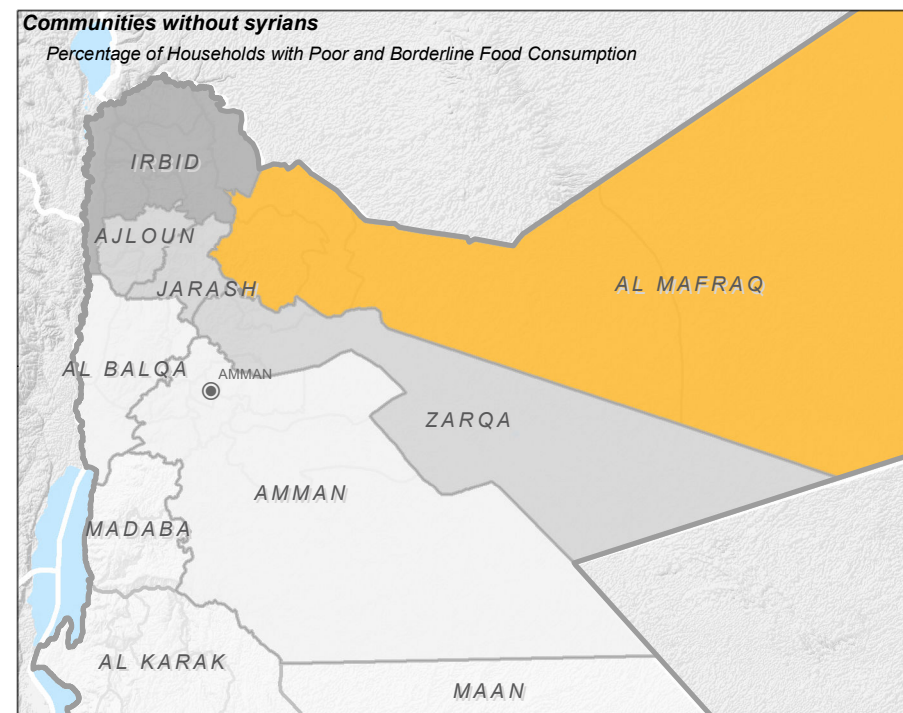 Communities without syrians
Percentage of Households with Poor and Borderline Food Consumption
IRBID
AJLOUN
JARASH
AL MAFRAQ
AL BALQA
AMMAN
ZARQA
AMMAN
MADABA
AL KARAK
MAAN